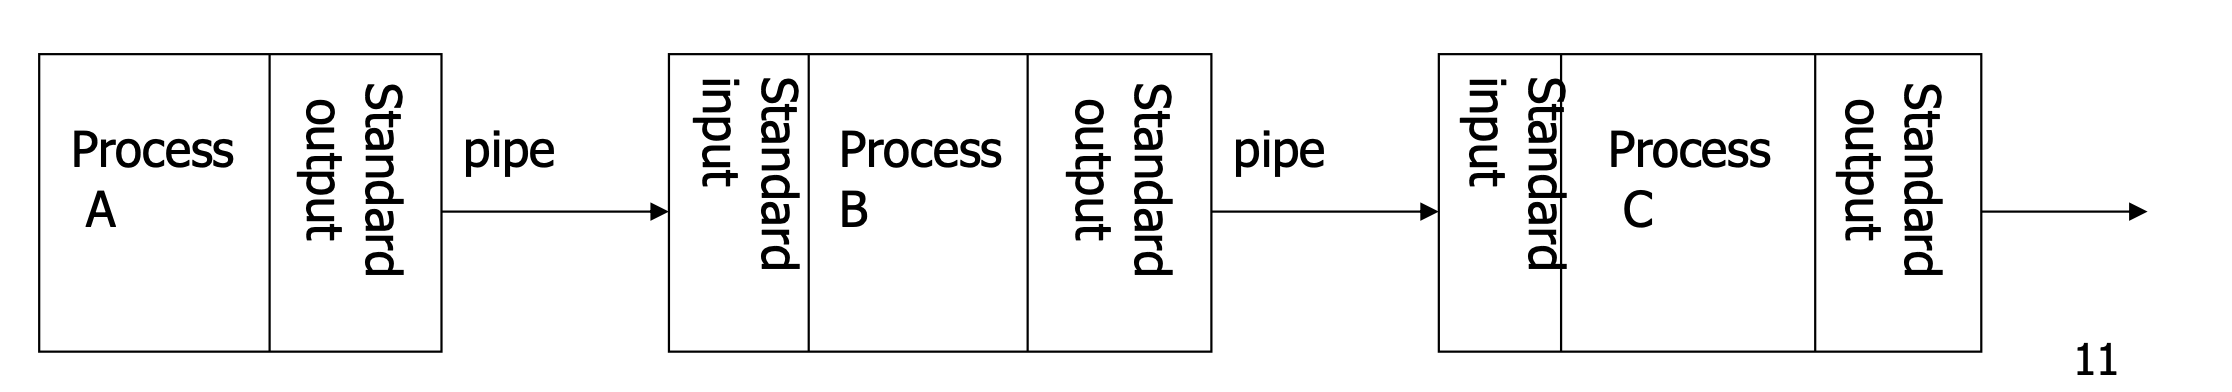 Process
A
Standard
output
pipe
Standard
input
Process
B
Standard
output
pipe
Standard
input
Process
C
Standard
output
11